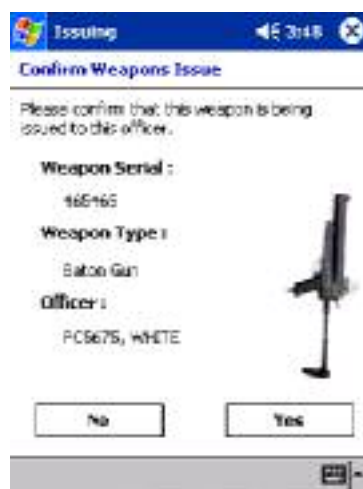 Issuing 3:48
Confirm Weapons Issue
Please confirm that this weapon is being
issued to this officer.
Weapon Serial :
465465
Weapon Type :
Baton Gun
Officer :
PC5675, WHITE
No Yes